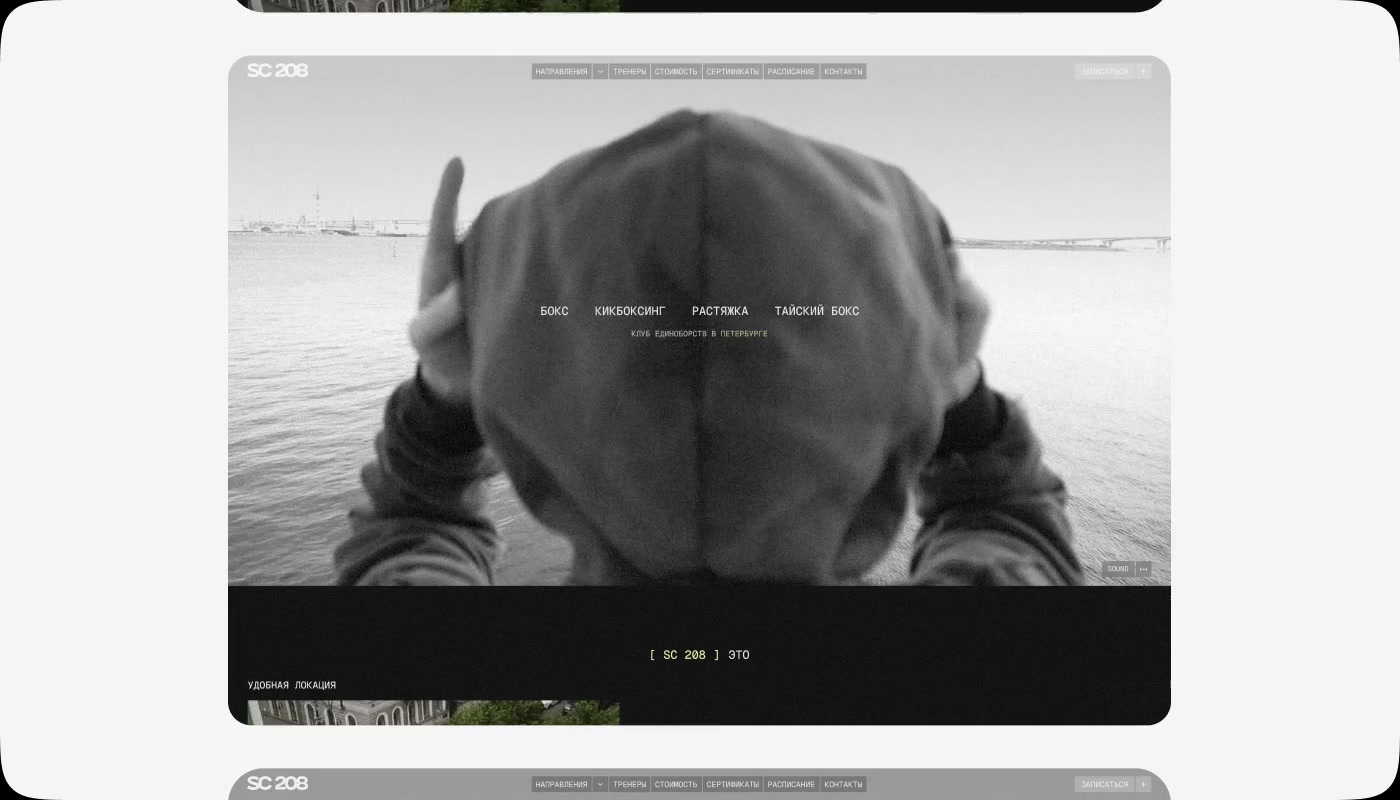 SC 208 НАПРАВЛЕНИЯ ТРЕНЕРЫ СТОИМОСТЬ СЕРТИФИКАТЫ РАСПИСАНИЕ КОНТАКТЫ ЗАПИСАТЬСЯ +
БОКС КИКБОКСИНГ РАСТЯЖКА ТАЙСКИЙ БОКС
КЛУБ ЕДИНОБОРСТВ В ПЕТЕРБУРГЕ
SOUND
[ SC 208 ] ЭТО
УДОБНАЯ ЛОКАЦИЯ
SC 208 НАПРАВЛЕНИЯ ТРЕНЕРЫ СТОИМОСТЬ СЕРТИФИКАТЫ РАСПИСАНИЕ КОНТАКТЫ ЗАПИСАТЬСЯ +